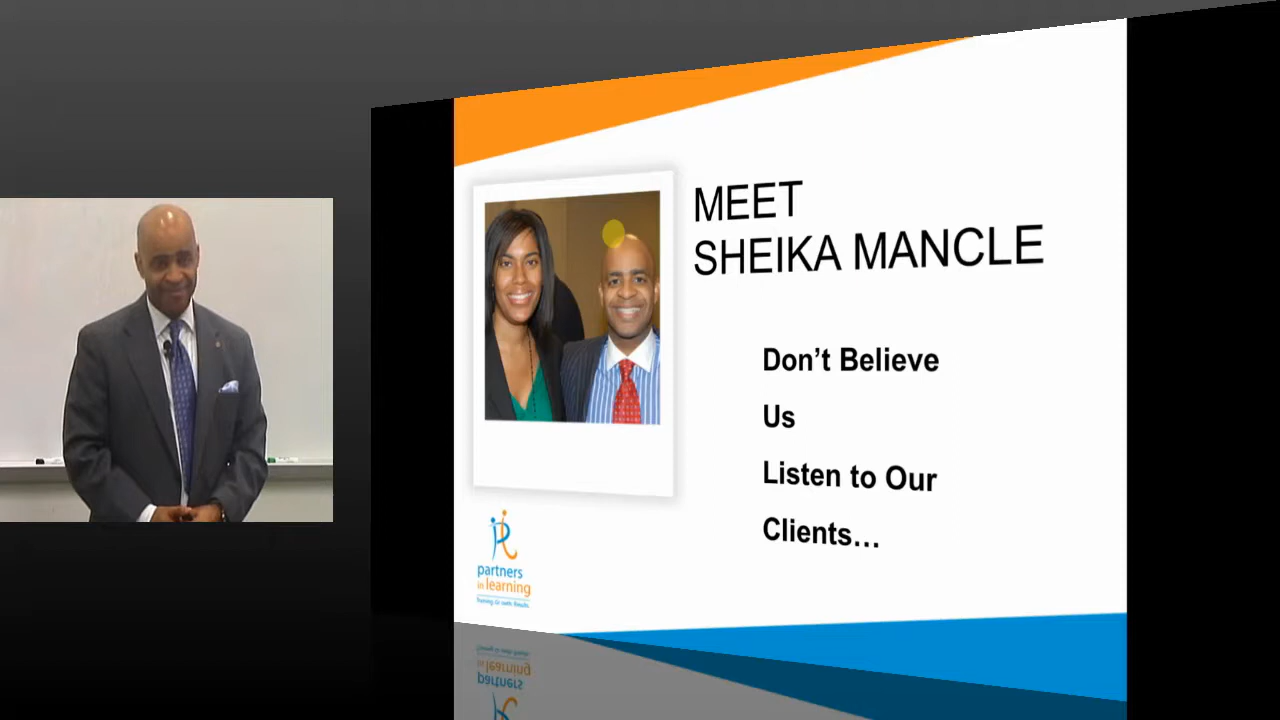 MEET
SHEIKA MANCLE
Don’t Believe
Us
Listen to Our
Clients…
partners
in learning